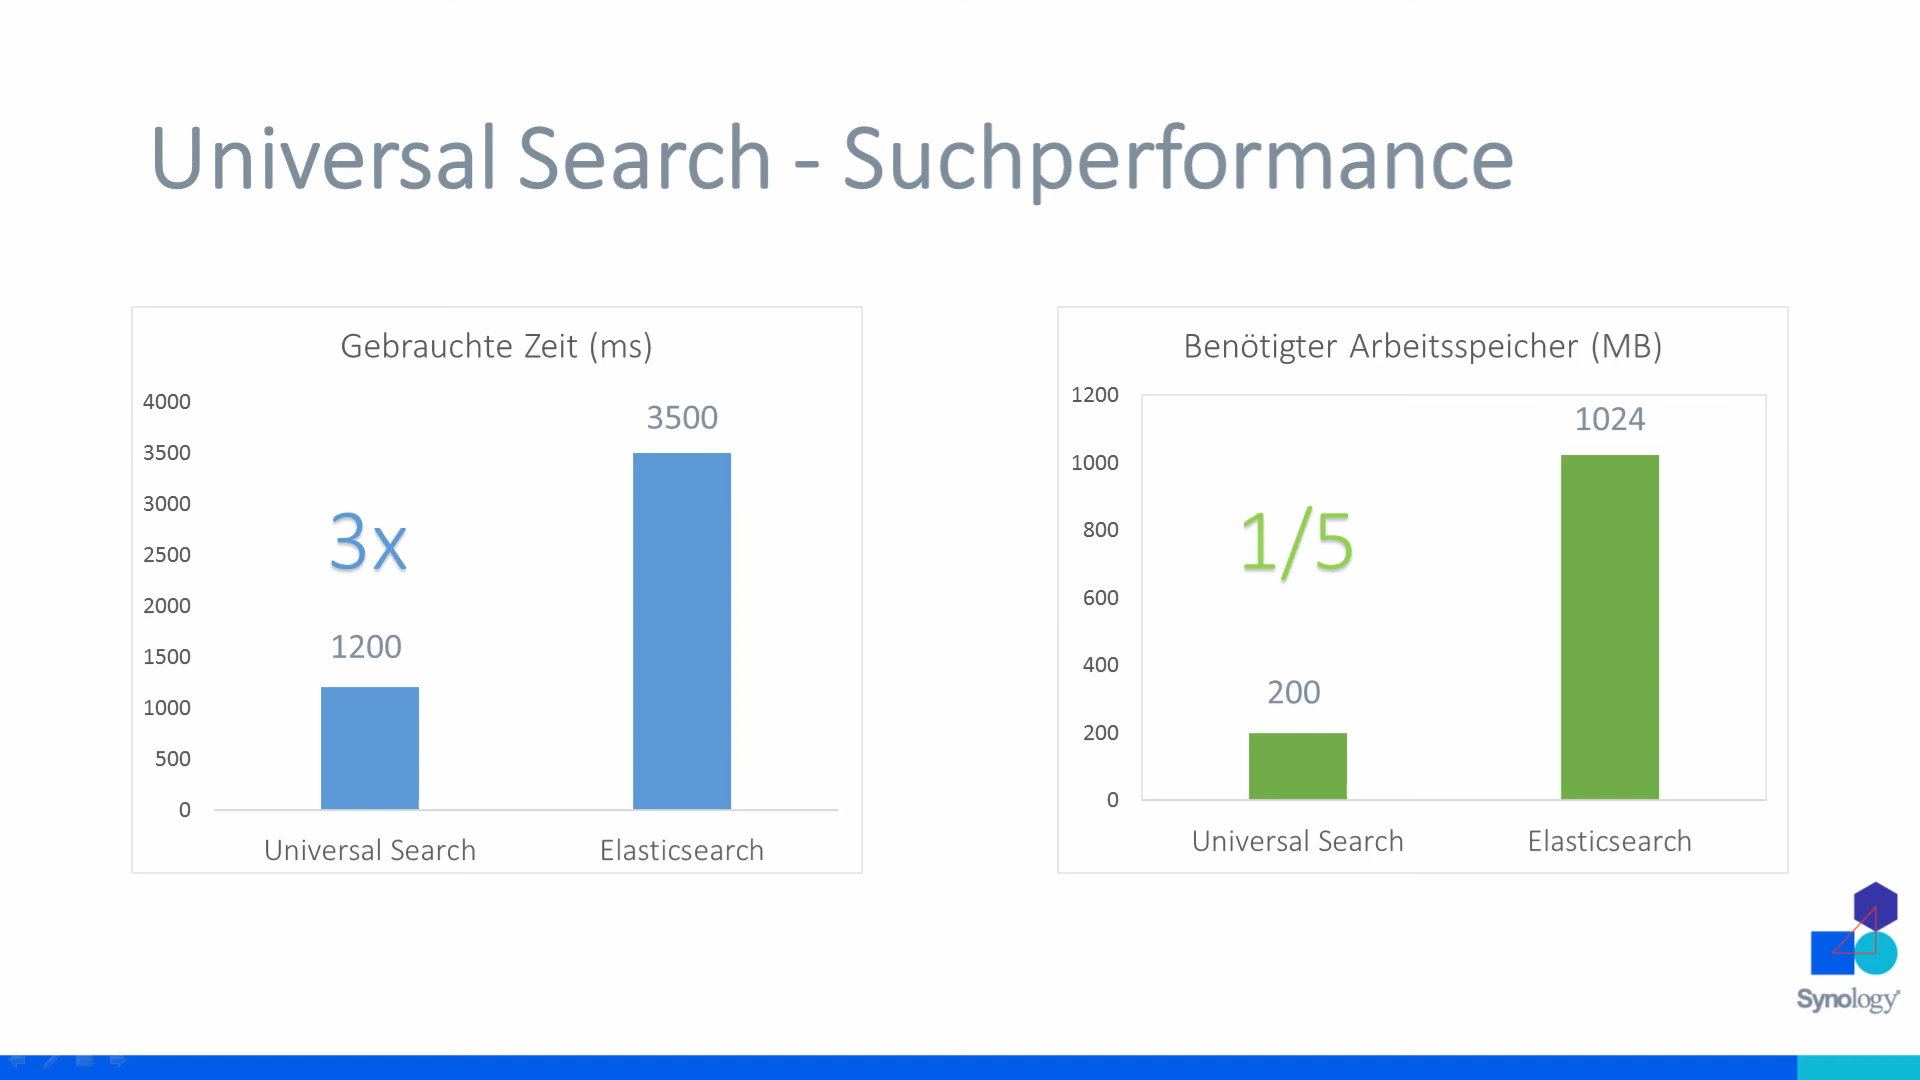 Universal Search - Suchperformance
Gebrauchte Zeit (ms)
4000
3500
3000
2500
2000
1500
1000
500
0
3x
1200
3500
Universal Search
Elasticsearch
Benötigter Arbeitsspeicher (MB)
1200
1000
800
600
400
200
0
1/5
200
1024
Universal Search
Elasticsearch
Synology